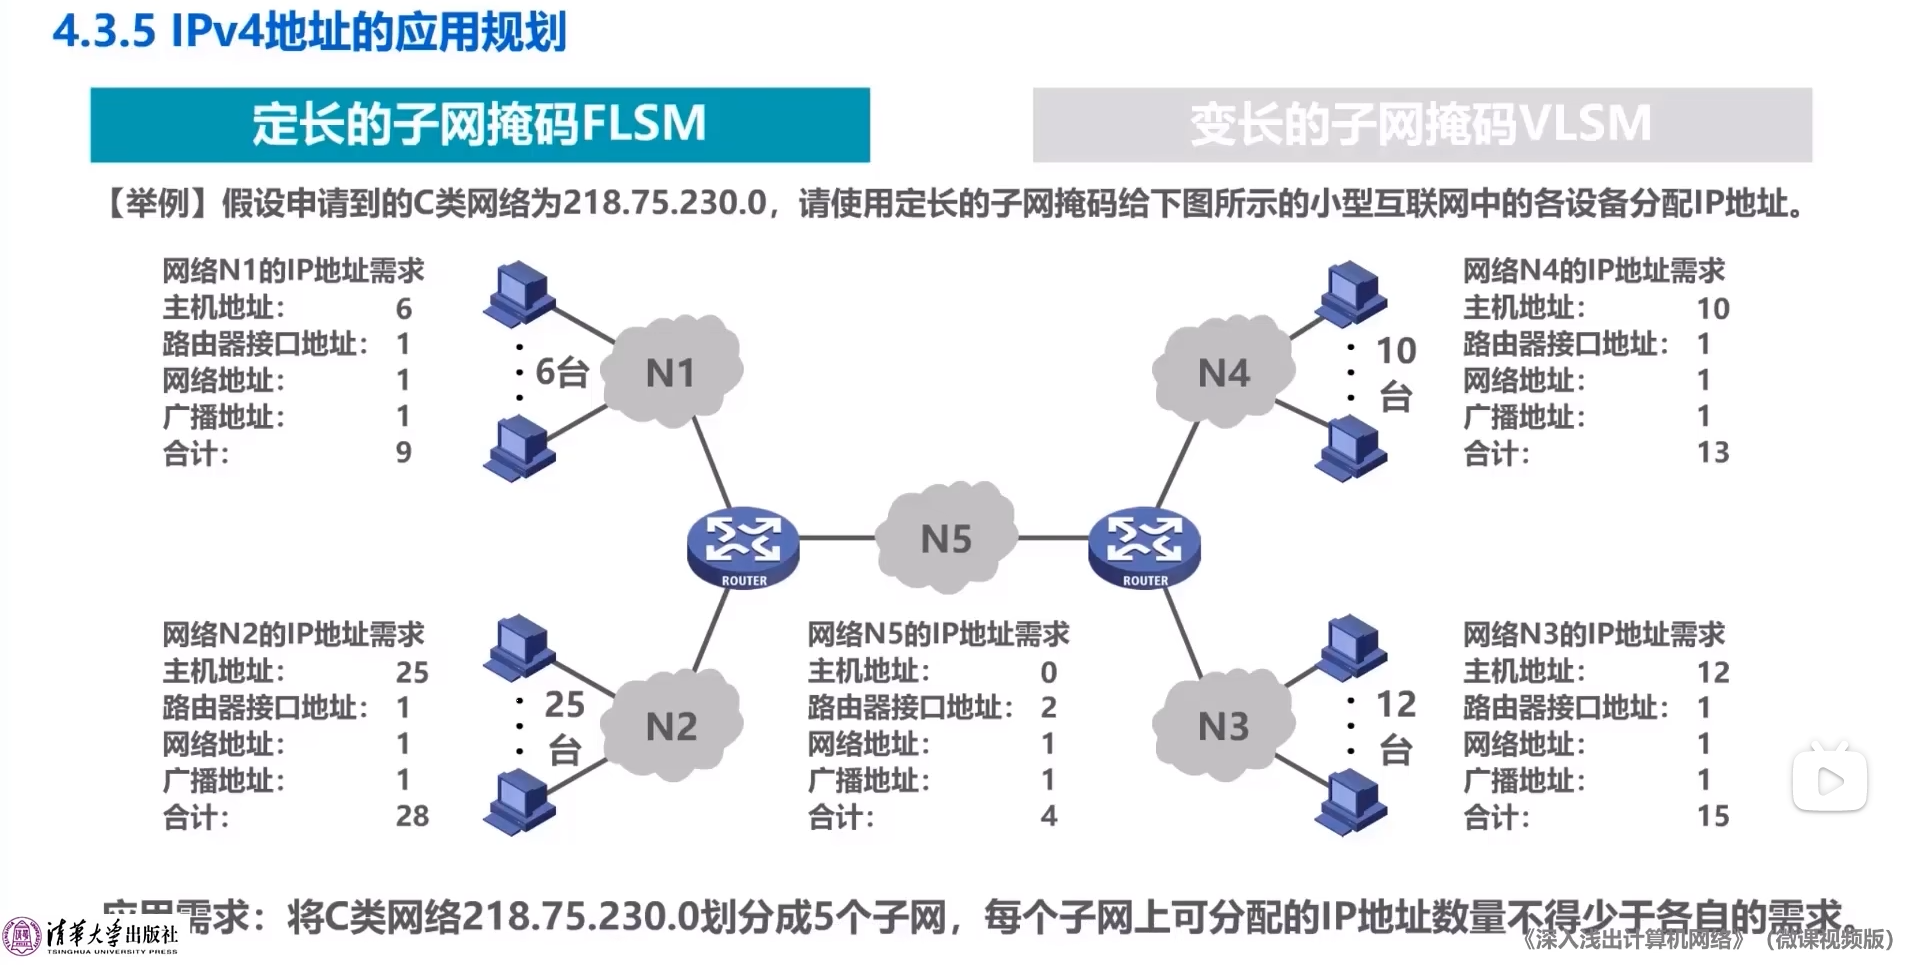 4.3.5 IPv4地址的应用规划
定长的子网掩码FLSM
变长的子网掩码VLSM
【举例】假设申请到的C类网络为218.75.230.0，请使用定长的子网掩码给下图所示的小型互联网中的各设备分配IP地址。
网络N1的IP地址需求
主机地址： 6
路由器接口地址： 1
网络地址： 1
广播地址： 1
合计： 9
6台
N1
N4
10
台
网络N4的IP地址需求
主机地址： 10
路由器接口地址： 1
网络地址： 1
广播地址： 1
合计： 13
ROUTER
N5
ROUTER
网络N2的IP地址需求
主机地址： 25
路由器接口地址： 1
网络地址： 1
广播地址： 1
合计： 28
25
台
N2
网络N5的IP地址需求
主机地址： 0
路由器接口地址： 2
网络地址： 1
广播地址： 1
合计： 4
N3
12
台
网络N3的IP地址需求
主机地址： 12
路由器接口地址： 1
网络地址： 1
广播地址： 1
合计： 15
应用需求：将C类网络218.75.230.0划分成5个子网，每个子网上可分配的IP地址数量不得少于各自的需求。
清华大学出版社
TSINGHUA UNIVERSITY PRESS
《深入浅出计算机网络》（微课视频版）